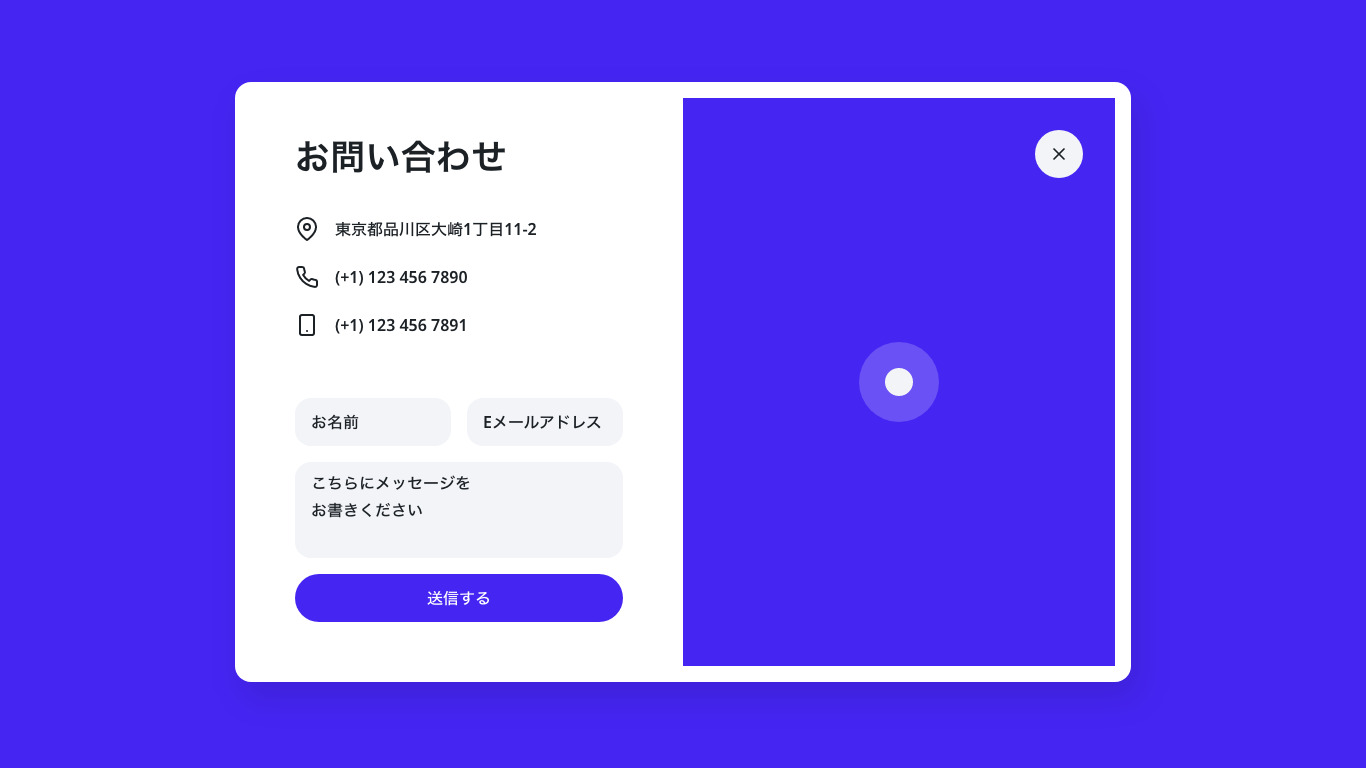 お問い合わせ
東京都品川区大崎1丁目11-2
(+1) 123 456 7890
(+1) 123 456 7891
お名前
Eメールアドレス
こちらにメッセージを
お書きください
送信する